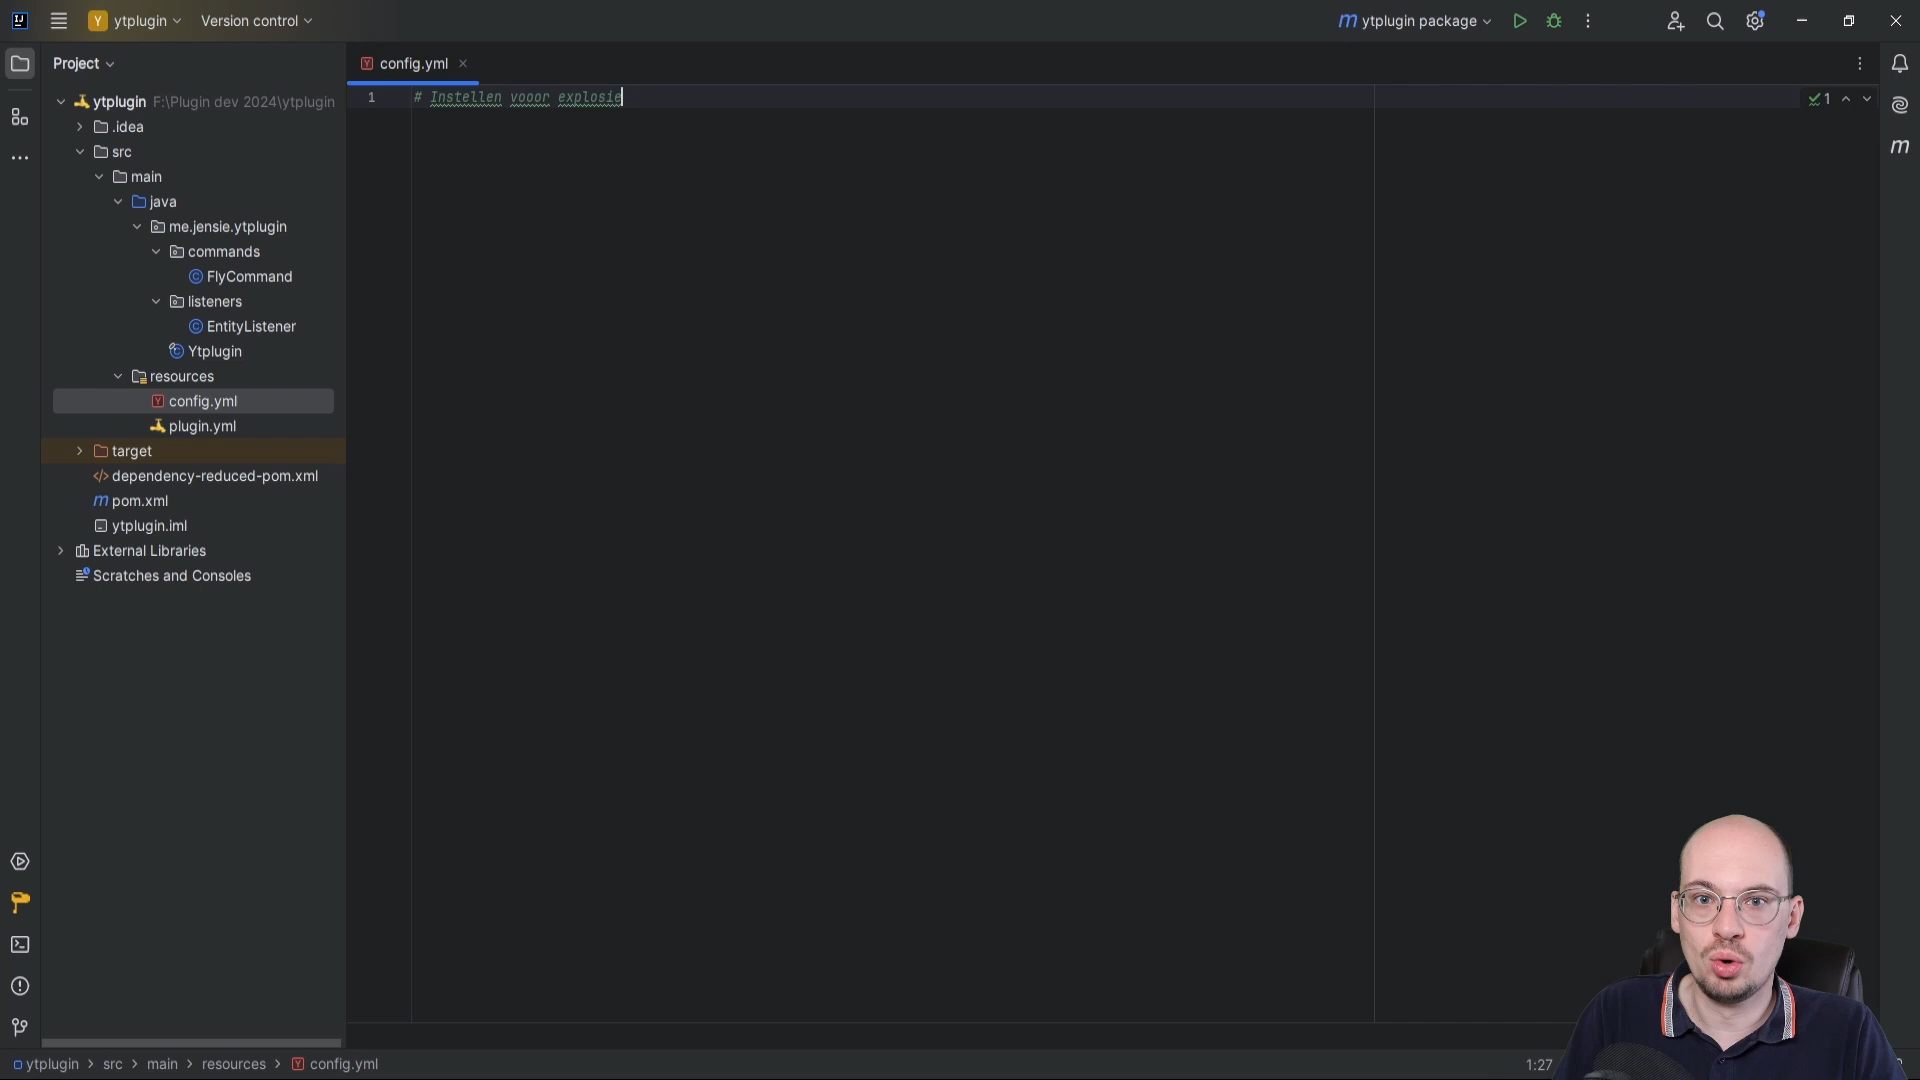 Y ytplugin Version control ytplugin package
Project
config.yml
1 # Instellen vooor explosie
1
ytplugin F:\Plugin dev 2024\ytplugin
.idea
src
main
java
me.jensie.ytplugin
commands
FlyCommand
listeners
EntityListener
Ytplugin
resources
config.yml
plugin.yml
target
dependency-reduced-pom.xml
pom.xml
ytplugin.iml
External Libraries
Scratches and Consoles
ytplugin > src > main > resources > config.yml
1:27